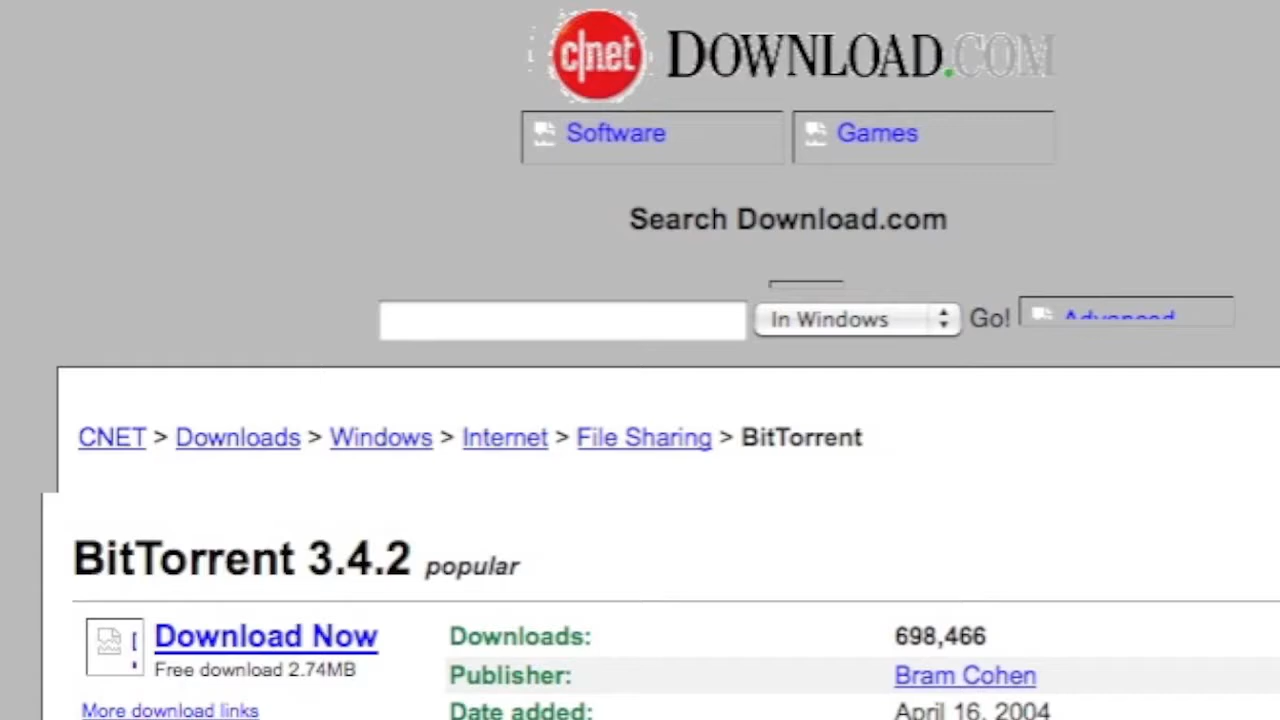 c|net DOWNLOAD.COM
Software Games
Search Download.com
In Windows Go! Advanced
CNET > Downloads > Windows > Internet > File Sharing > BitTorrent
BitTorrent 3.4.2 popular
Download Now Downloads: 698,466
Free download 2.74MB Publisher: Bram Cohen
More download links Date added: April 16, 2004